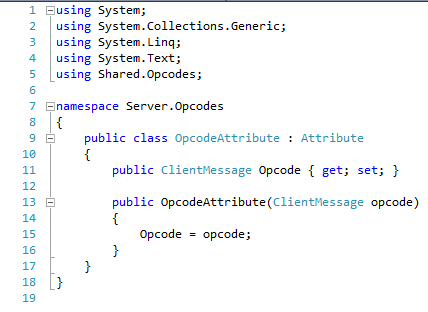 1 using System;
2 using System.Collections.Generic;
3 using System.Linq;
4 using System.Text;
5 using Shared.Opcodes;
6
7 namespace Server.Opcodes
8 {
9     public class OpcodeAttribute : Attribute
10     {
11         public ClientMessage Opcode { get; set; }
12
13         public OpcodeAttribute(ClientMessage opcode)
14         {
15             Opcode = opcode;
16         }
17     }
18 }
19